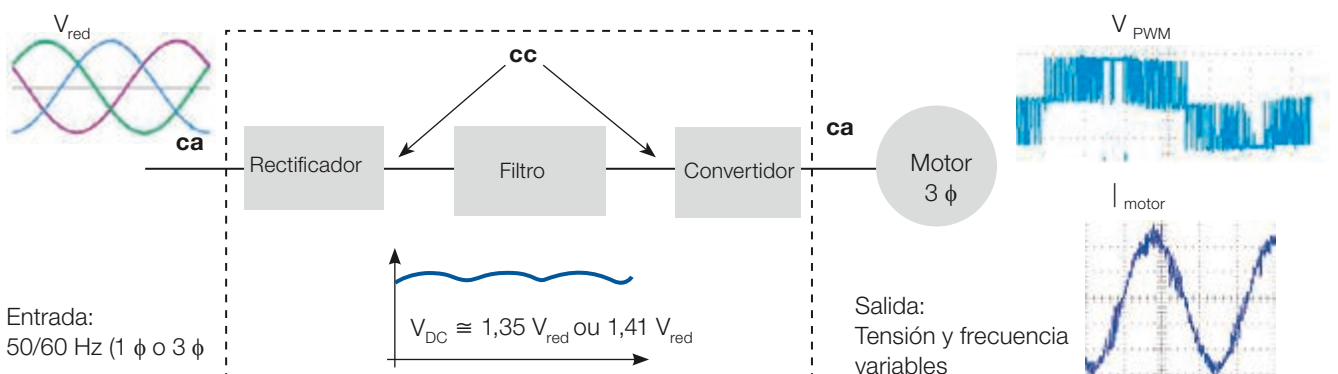 V red
cc
V PWM
ca
ca
Rectificador
Filtro
Convertidor
Motor
3 ϕ
I motor
V DC ≅ 1,35 V red ou 1,41 V red
Entrada:
50/60 Hz (1 ϕ o 3 ϕ
Salida:
Tensión y frecuencia
variables